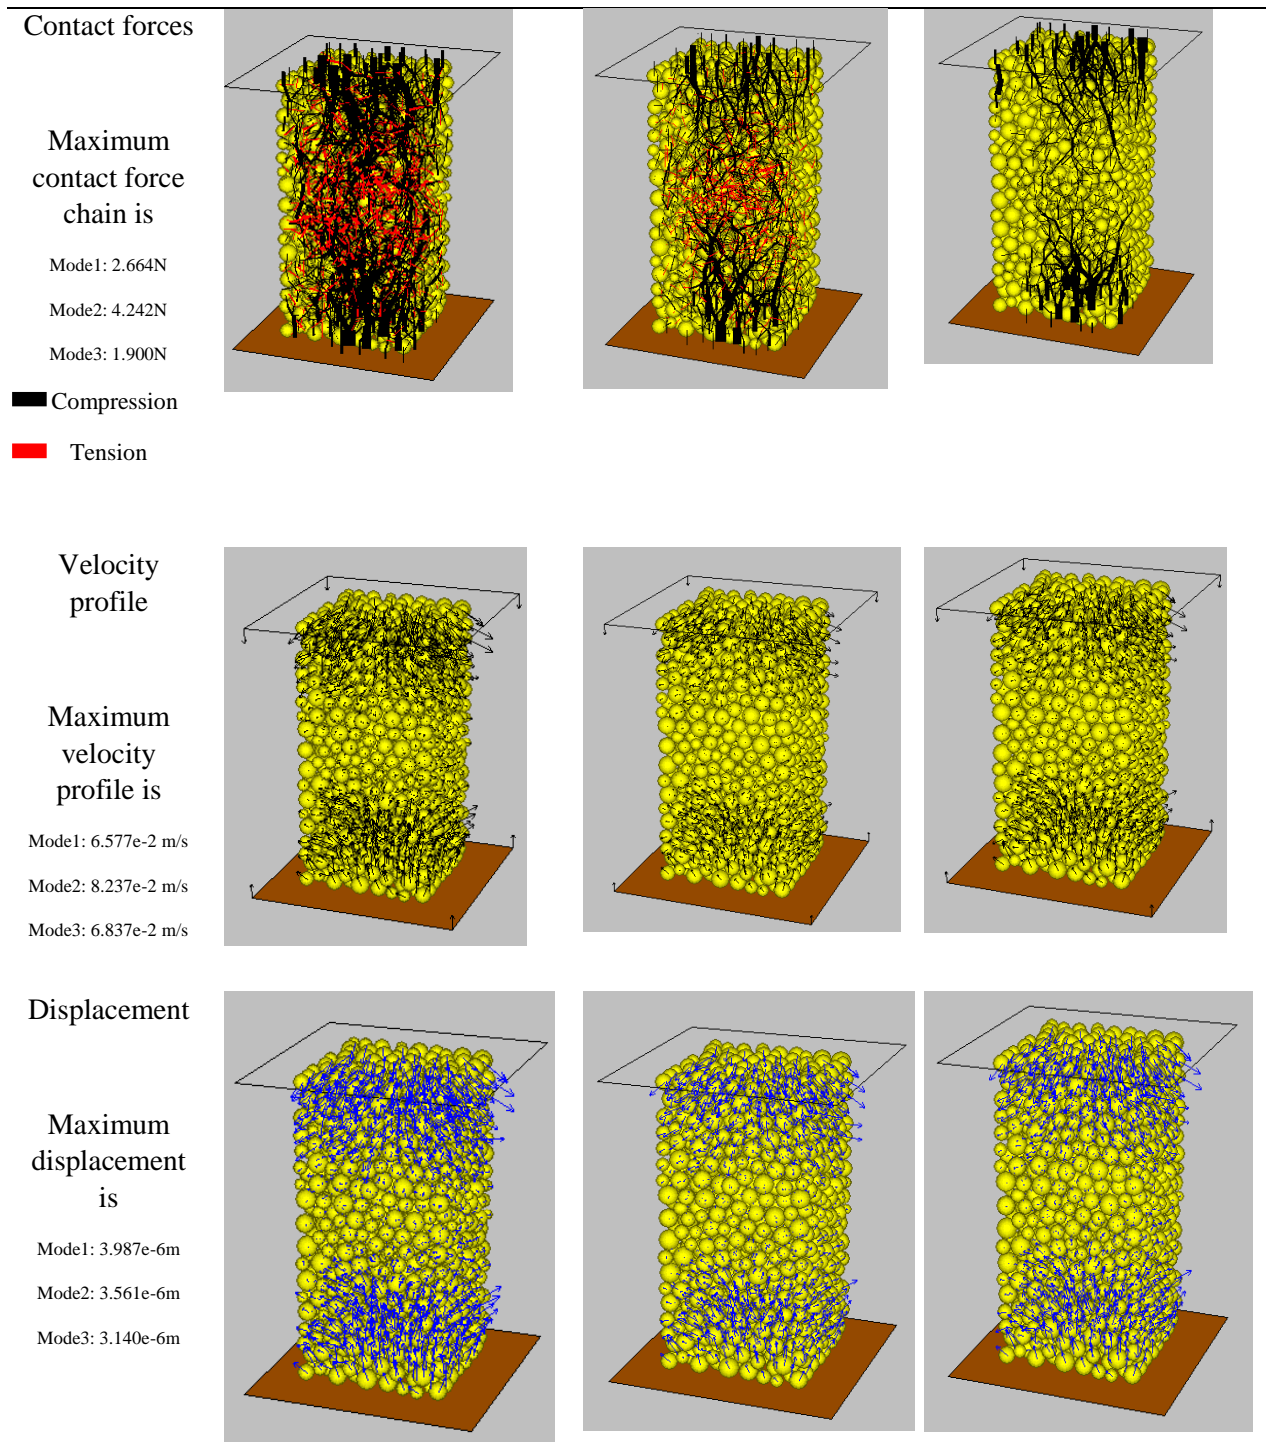 Contact forces
Maximum
contact force
chain is
Mode1: 2.664N
Mode2: 4.242N
Mode3: 1.900N
Compression
Tension
Velocity
profile
Maximum
velocity
profile is
Mode1: 6.577e-2 m/s
Mode2: 8.237e-2 m/s
Mode3: 6.837e-2 m/s
Displacement
Maximum
displacement
is
Mode1: 3.987e-6m
Mode2: 3.561e-6m
Mode3: 3.140e-6m